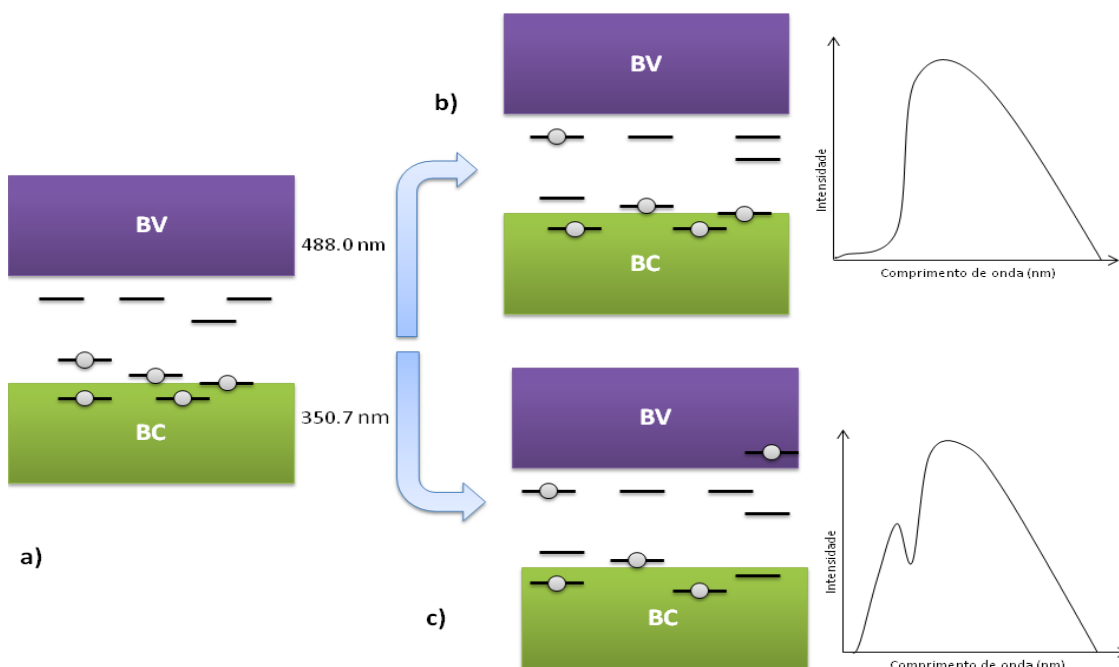 a)
BV
BC
488.0 nm
350.7 nm
b)
BV
BC
Intensidade
Comprimento de onda (nm)
c)
BV
BC
Intensidade
Comprimento de onda (nm)